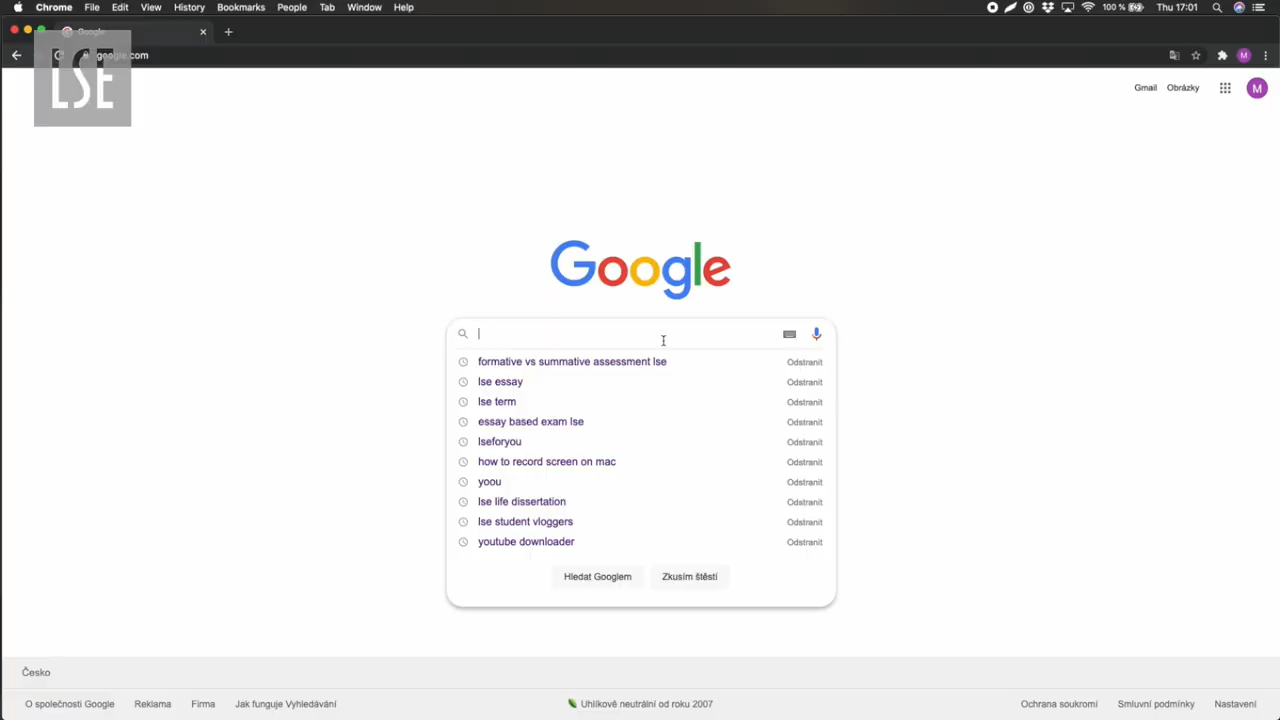 Chrome File Edit View History Bookmarks People Tab Window Help 100 % Thu 17:01
Google
google.com
LSE
Gmail Obrázky M
Google
formative vs summative assessment lse Odstranit
lse essay Odstranit
lse term Odstranit
essay based exam lse Odstranit
lseforyou Odstranit
how to record screen on mac Odstranit
yoou Odstranit
lse life dissertation Odstranit
lse student vloggers Odstranit
youtube downloader Odstranit
Hledat Googlem Zkusím štěstí
Česko
O společnosti Google Reklama Firma Jak funguje Vyhledávání Uhlíkově neutrální od roku 2007 Ochrana soukromí Smluvní podmínky Nastavení